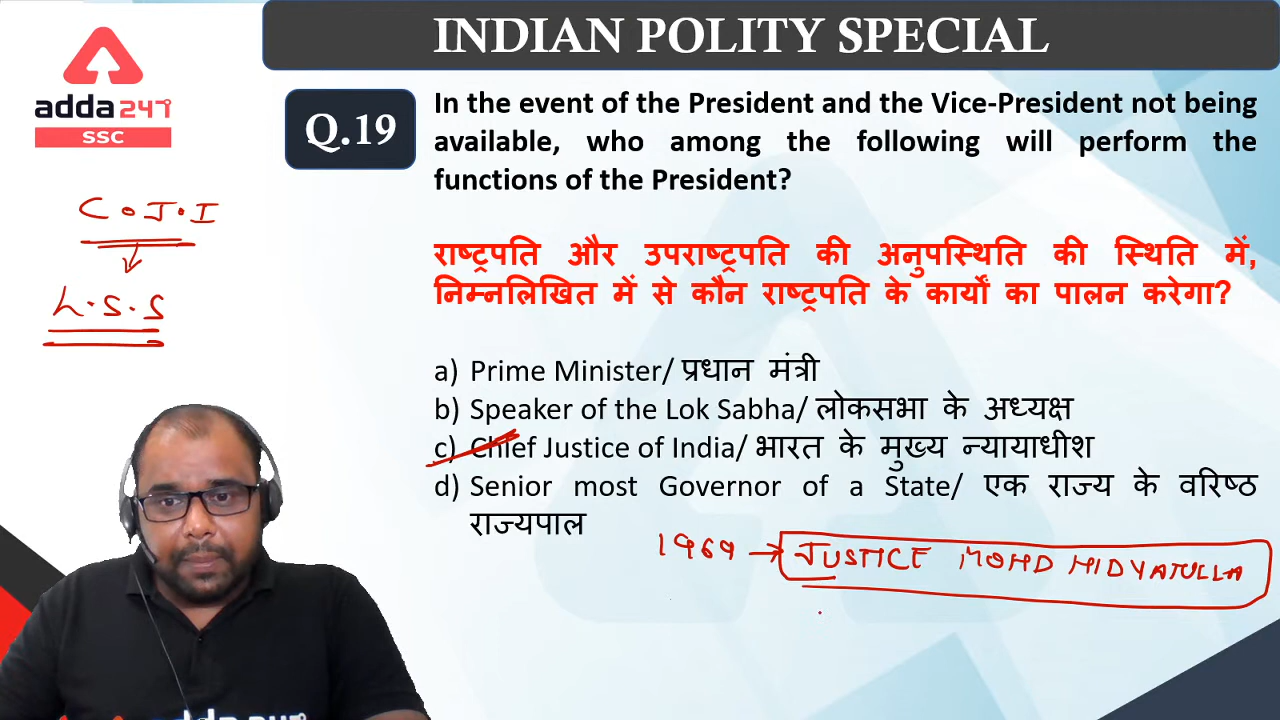 INDIAN POLITY SPECIAL
adda247
SSC
Q.19
In the event of the President and the Vice-President not being
available, who among the following will perform the
functions of the President?
राष्ट्रपति और उपराष्ट्रपति की अनुपस्थिति की स्थिति में,
निम्नलिखित में से कौन राष्ट्रपति के कार्यों का पालन करेगा?
C.J.I
L.S.S
a) Prime Minister/ प्रधान मंत्री
b) Speaker of the Lok Sabha/ लोकसभा के अध्यक्ष
c) Chief Justice of India/ भारत के मुख्य न्यायाधीश
d) Senior most Governor of a State/ एक राज्य के वरिष्ठ
राज्यपाल
1969 → JUSTICE MOHD HIDYATULLA
adda247